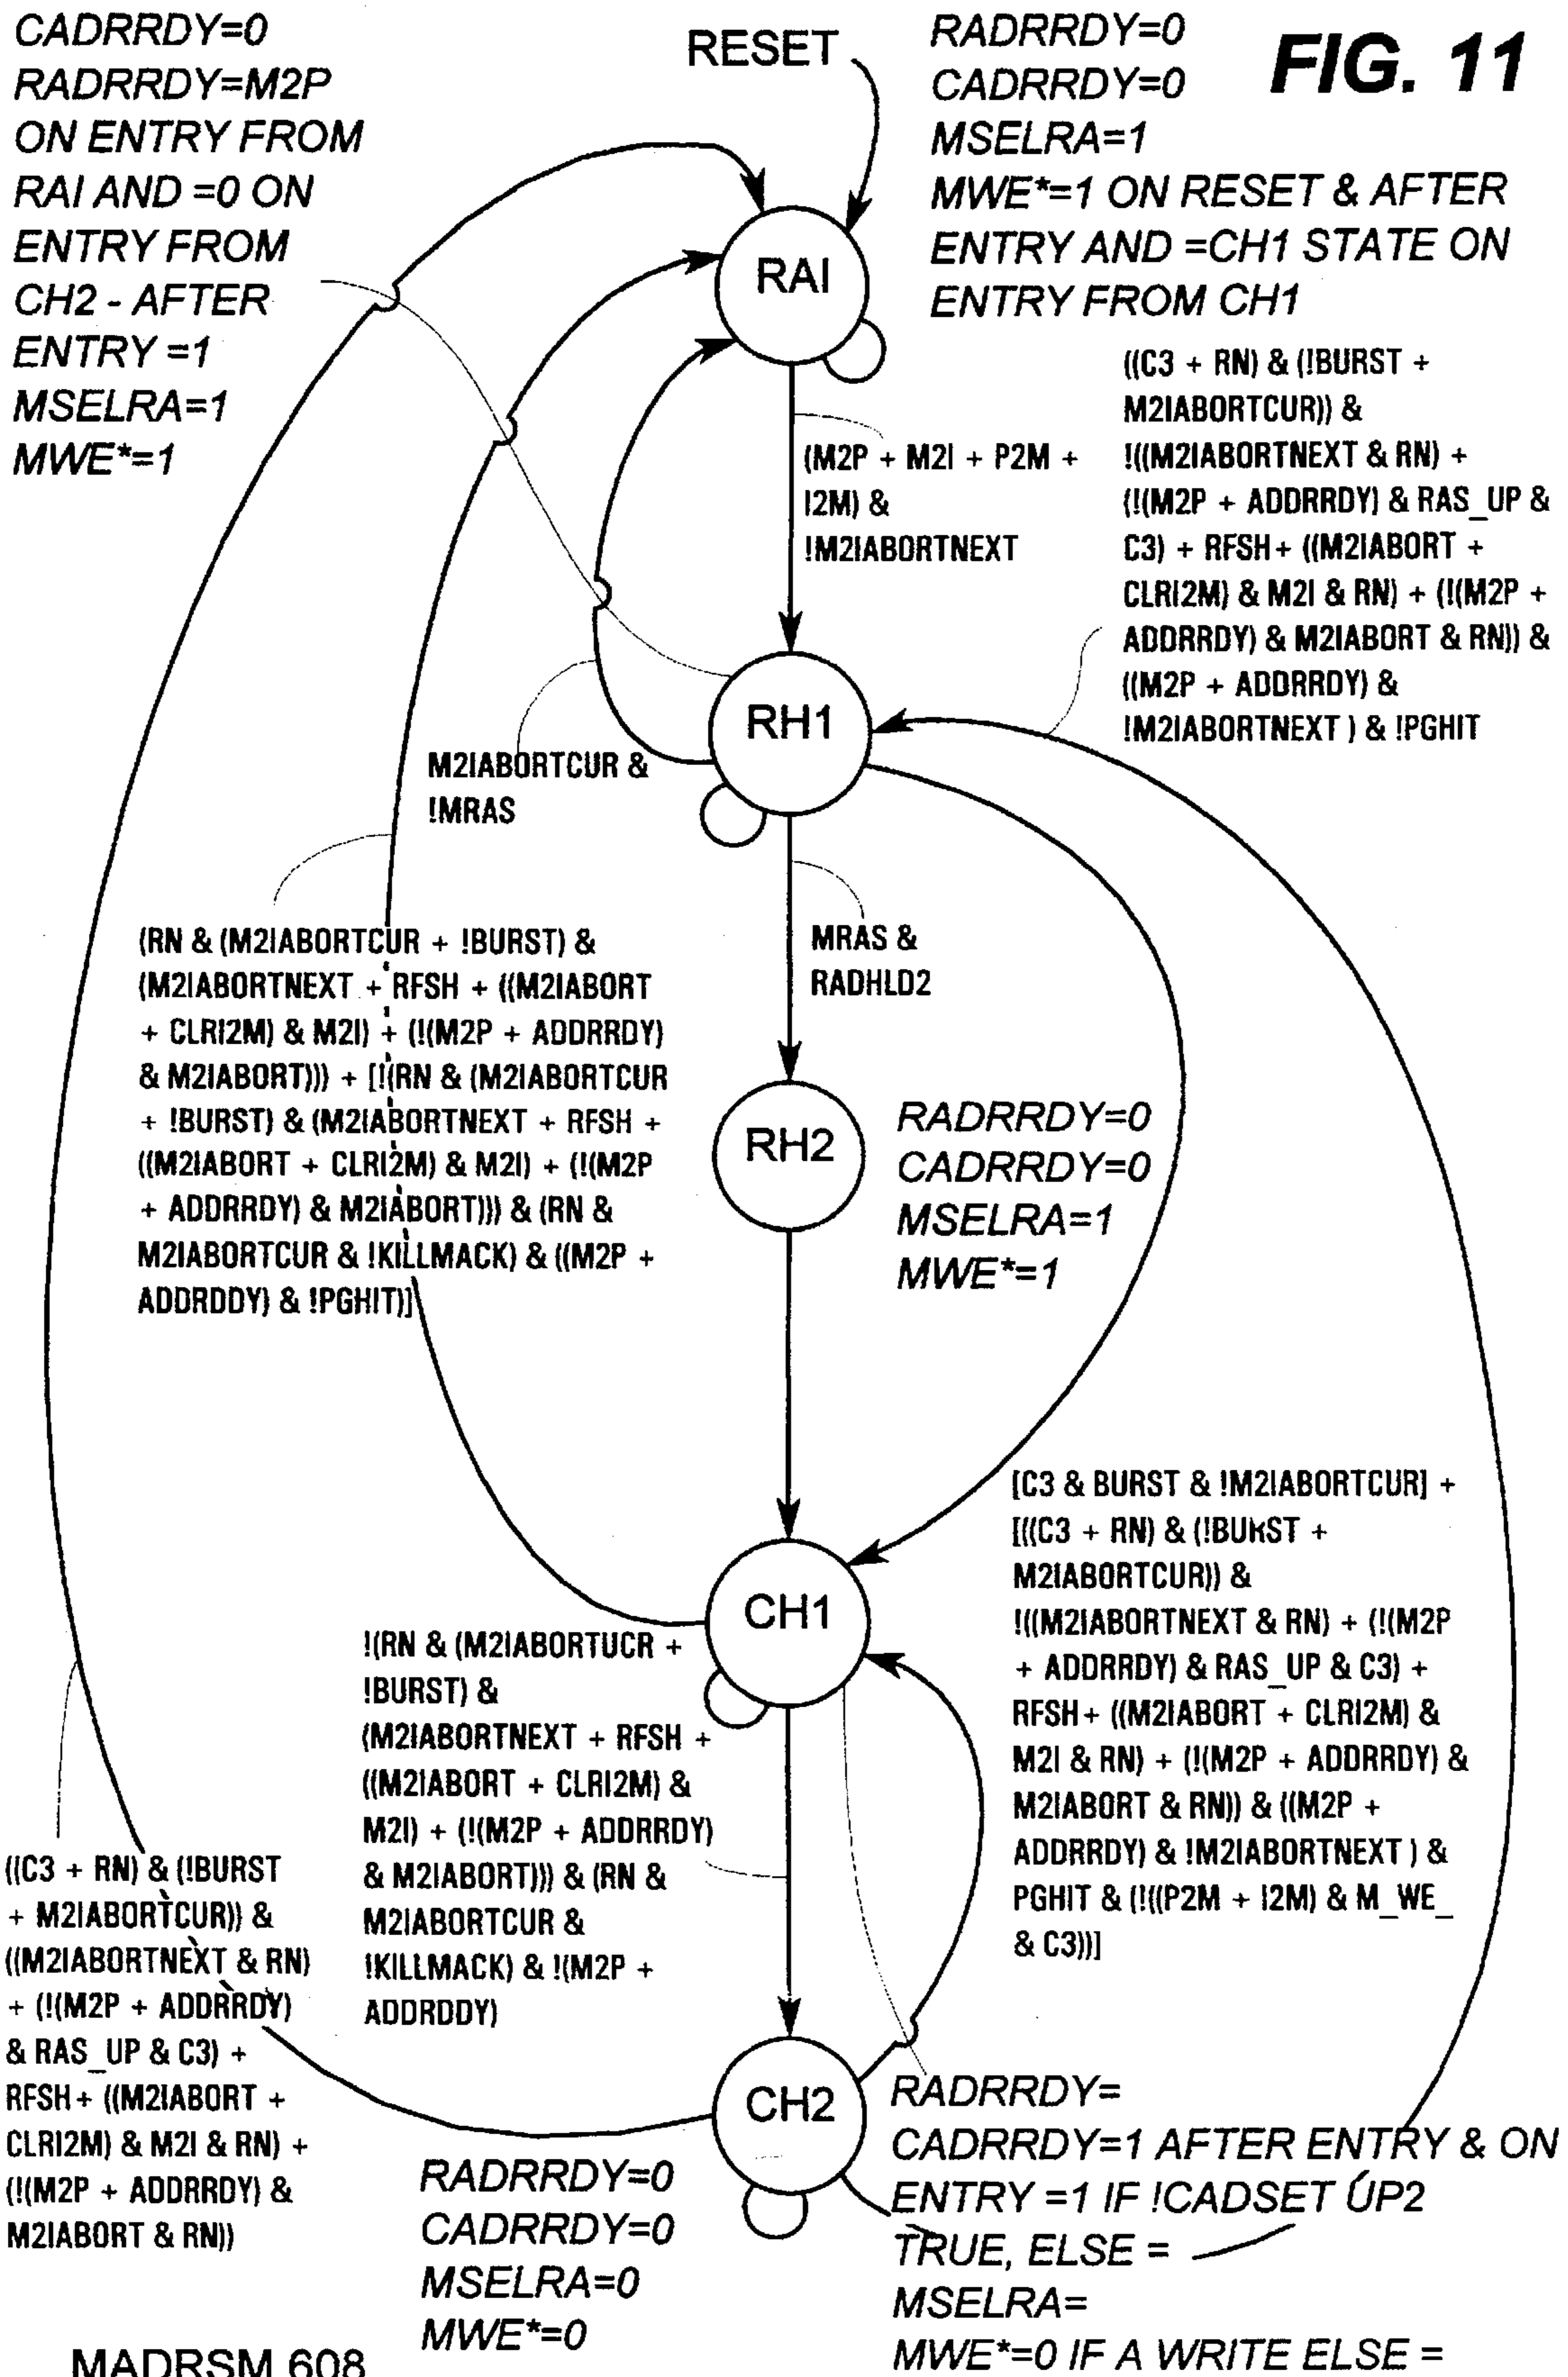 CADRRDY=0
RADRRDY=M2P
ON ENTRY FROM
RAI AND =0 ON
ENTRY FROM
CH2 - AFTER
ENTRY =1
MSELRA=1
MWE*=1
RESET
RADRRDY=0
CADRRDY=0
MSELRA=1
MWE*=1 ON RESET & AFTER
ENTRY AND =CH1 STATE ON
ENTRY FROM CH1
FIG. 11
RAI
(M2P + M2I + P2M +
I2M) &
!M2IABORTNEXT
((C3 + RN) & (!BURST +
M2IABORTCUR)) &
!((M2IABORTNEXT & RN) +
(!(M2P + ADDRRDY) & RAS_UP &
C3) + RFSH+ ((M2IABORT +
CLRI2M) & M2I & RN) + (!(M2P +
ADDRRDY) & M2IABORT & RN)) &
((M2P + ADDRRDY) &
!M2IABORTNEXT ) & !PGHIT
RH1
M2IABORTCUR &
!MRAS
MRAS &
RADHLD2
(RN & (M2IABORTCUR + !BURST) &
(M2IABORTNEXT + RFSH + ((M2IABORT
+ CLRI2M) & M2I) + (!(M2P + ADDRRDY)
& M2IABORT))) + [!(RN & (M2IABORTCUR
+ !BURST) & (M2IABORTNEXT + RFSH +
((M2IABORT + CLRI2M) & M2I) + (!(M2P
+ ADDRRDY) & M2IABORT))) & (RN &
M2IABORTCUR & !KILLMACK) & ((M2P +
ADDRDDY) & !PGHIT)]
RH2
RADRRDY=0
CADRRDY=0
MSELRA=1
MWE*=1
CH1
[C3 & BURST & !M2IABORTCUR] +
[((C3 + RN) & (!BURST +
M2IABORTCUR)) &
!((M2IABORTNEXT & RN) + (!(M2P
+ ADDRRDY) & RAS_UP & C3) +
RFSH+ ((M2IABORT + CLRI2M) &
M2I & RN) + (!(M2P + ADDRRDY) &
M2IABORT & RN)) & ((M2P +
ADDRRDY) & !M2IABORTNEXT ) &
PGHIT & (!((P2M + I2M) & M_WE_
& C3))]
!(RN & (M2IABORTUCR +
!BURST) &
(M2IABORTNEXT + RFSH +
((M2IABORT + CLRI2M) &
M2I) + (!(M2P + ADDRRDY)
& M2IABORT))) & (RN &
M2IABORTCUR &
!KILLMACK) & !(M2P +
ADDRDDY)
((C3 + RN) & (!BURST
+ M2IABORTCUR)) &
((M2IABORTNEXT & RN)
+ (!(M2P + ADDRRDY)
& RAS_UP & C3) +
RFSH+ ((M2IABORT +
CLRI2M) & M2I & RN) +
(!(M2P + ADDRRDY) &
M2IABORT & RN))
CH2
RADRRDY=0
CADRRDY=0
MSELRA=0
MWE*=0
RADRRDY=
CADRRDY=1 AFTER ENTRY & ON
ENTRY =1 IF !CADSET UP2
TRUE, ELSE =
MSELRA=
MWE*=0 IF A WRITE ELSE =
MADRSM 608